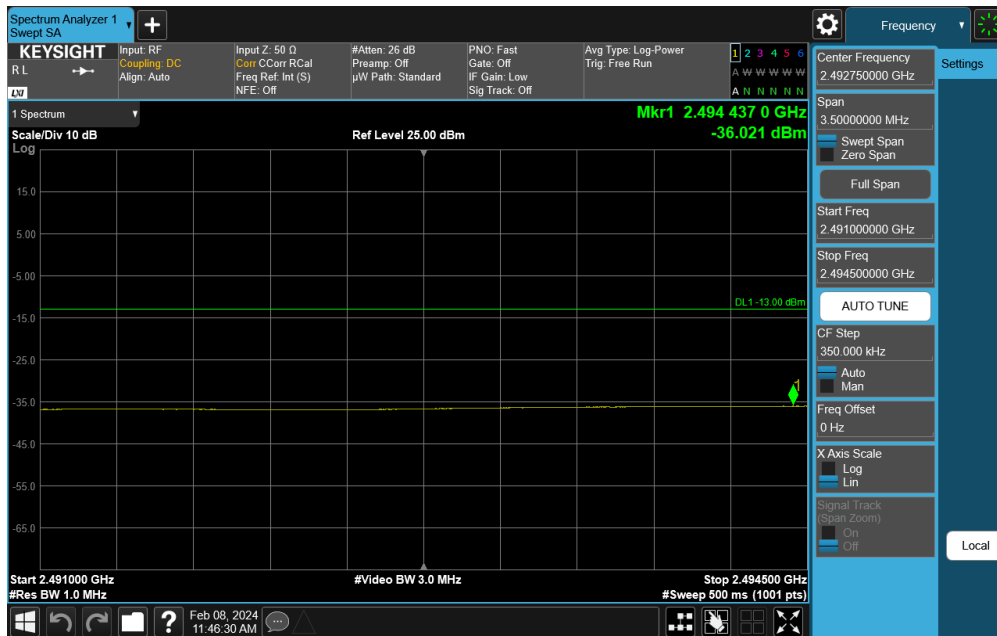 Spectrum Analyzer 1
Swept SA
Frequency
KEYSIGHT
R L
LXI
Input: RF
Coupling: DC
Align: Auto
Input Z: 50 Ω
Corr CCorr RCal
Freq Ref: Int (S)
NFE: Off
#Atten: 26 dB
Preamp: Off
µW Path: Standard
PNO: Fast
Gate: Off
IF Gain: Low
Sig Track: Off
Avg Type: Log-Power
Trig: Free Run
1 2 3 4 5 6
A W W W W W
A N N N N N
1 Spectrum
Mkr1 2.494 437 0 GHz
-36.021 dBm
Scale/Div 10 dB
Ref Level 25.00 dBm
Log
15.0
5.00
-5.00
-15.0
-25.0
-35.0
-45.0
-55.0
-65.0
DL1 -13.00 dBm
1
Start 2.491000 GHz
#Video BW 3.0 MHz
Stop 2.494500 GHz
#Res BW 1.0 MHz
#Sweep 500 ms (1001 pts)
Center Frequency
2.492750000 GHz
Settings
Span
3.50000000 MHz
Swept Span
Zero Span
Full Span
Start Freq
2.491000000 GHz
Stop Freq
2.494500000 GHz
AUTO TUNE
CF Step
350.000 kHz
Auto
Man
Freq Offset
0 Hz
X Axis Scale
Log
Lin
Signal Track
(Span Zoom)
On
Off
Local
?
Feb 08, 2024
11:46:30 AM